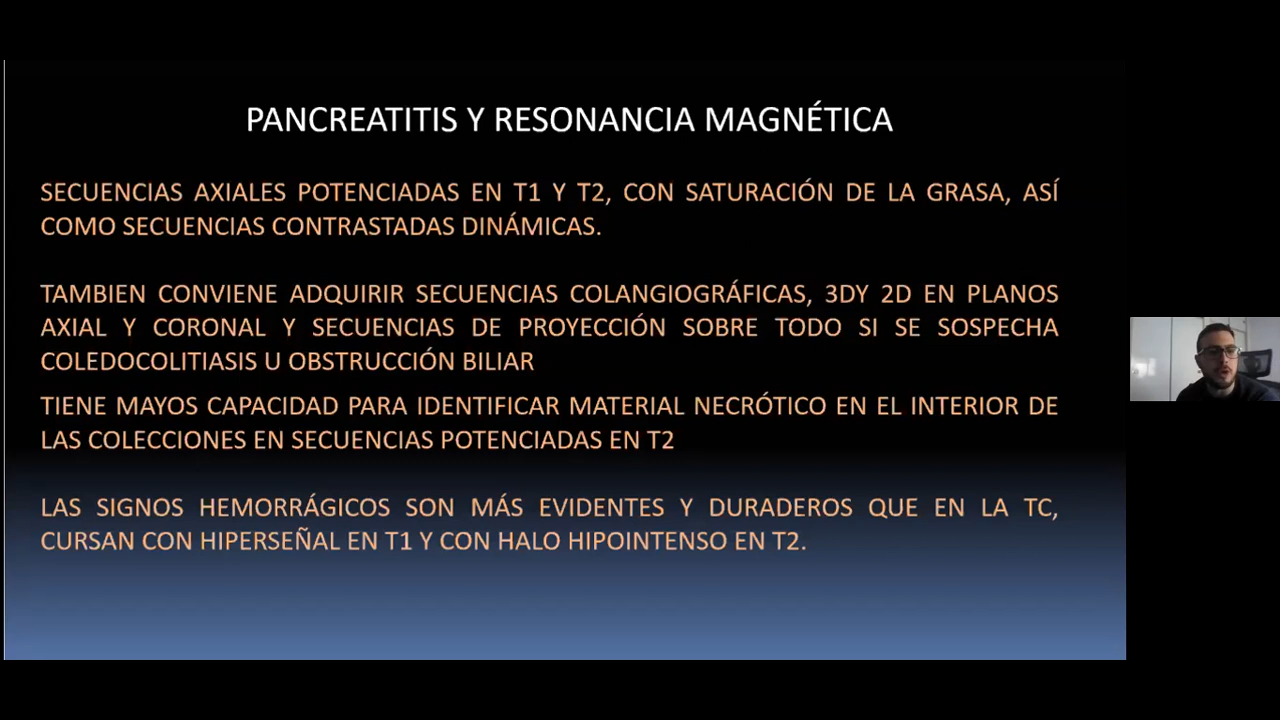 PANCREATITIS Y RESONANCIA MAGNÉTICA
SECUENCIAS AXIALES POTENCIADAS EN T1 Y T2, CON SATURACIÓN DE LA GRASA, ASÍ
COMO SECUENCIAS CONTRASTADAS DINÁMICAS.
TAMBIEN CONVIENE ADQUIRIR SECUENCIAS COLANGIOGRÁFICAS, 3DY 2D EN PLANOS
AXIAL Y CORONAL Y SECUENCIAS DE PROYECCIÓN SOBRE TODO SI SE SOSPECHA
COLEDOCOLITIASIS U OBSTRUCCIÓN BILIAR
TIENE MAYOS CAPACIDAD PARA IDENTIFICAR MATERIAL NECRÓTICO EN EL INTERIOR DE
LAS COLECCIONES EN SECUENCIAS POTENCIADAS EN T2
LAS SIGNOS HEMORRÁGICOS SON MÁS EVIDENTES Y DURADEROS QUE EN LA TC,
CURSAN CON HIPERSEÑAL EN T1 Y CON HALO HIPOINTENSO EN T2.